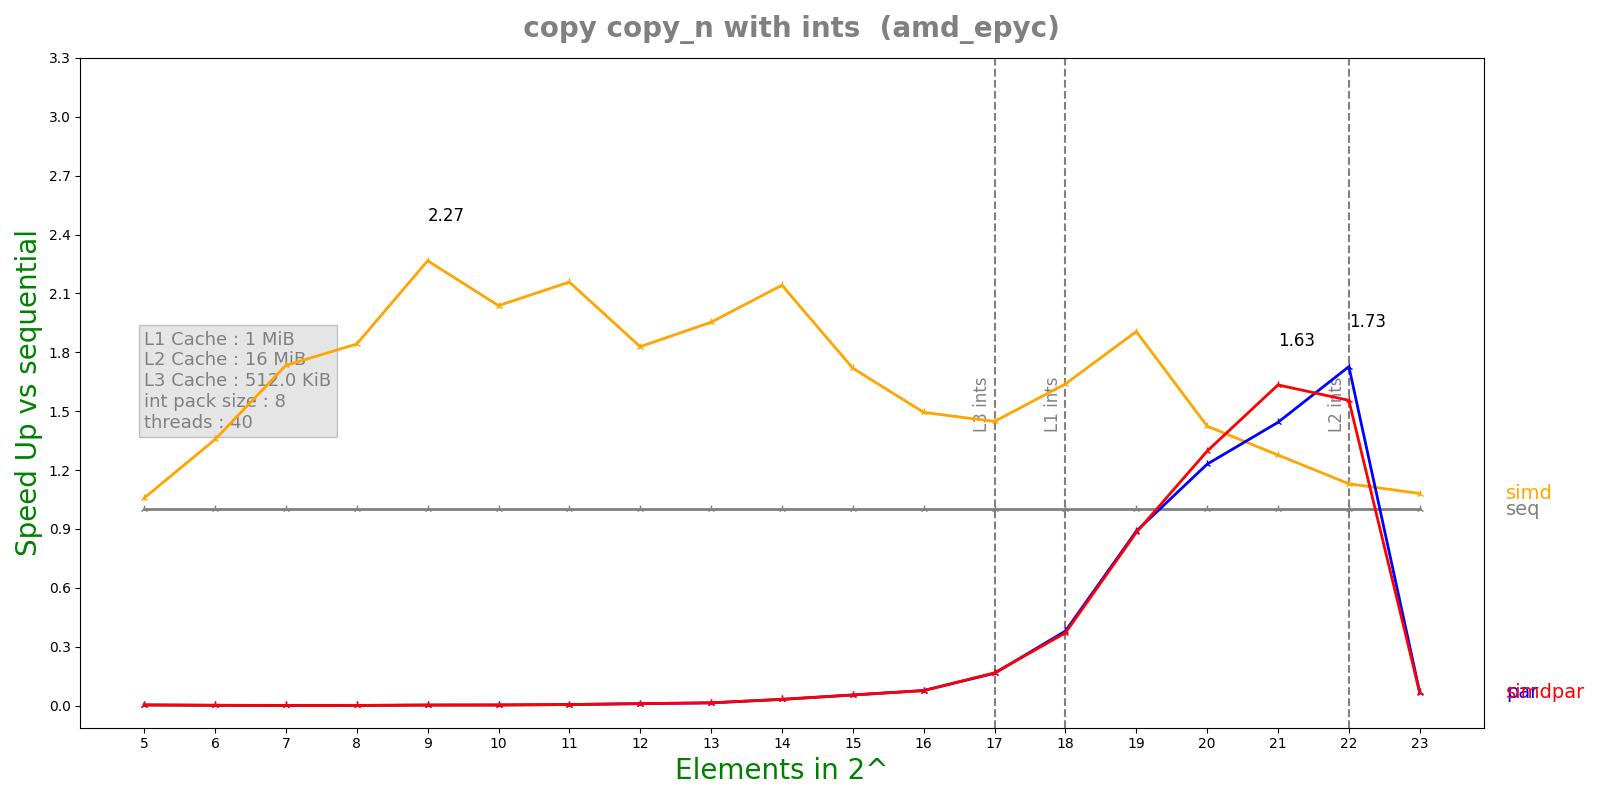 copy copy_n with ints (amd_epyc)
Speed Up vs sequential
3.3
3.0
2.7
2.4
2.1
1.8
1.5
1.2
0.9
0.6
0.3
0.0
2.27
1.63
1.73
L1 Cache : 1 MiB
L2 Cache : 16 MiB
L3 Cache : 512.0 KiB
int pack size : 8
threads : 40
L3 ints
L1 ints
L2 ints
simd
seq
par
simdpar
5 6 7 8 9 10 11 12 13 14 15 16 17 18 19 20 21 22 23
Elements in 2^